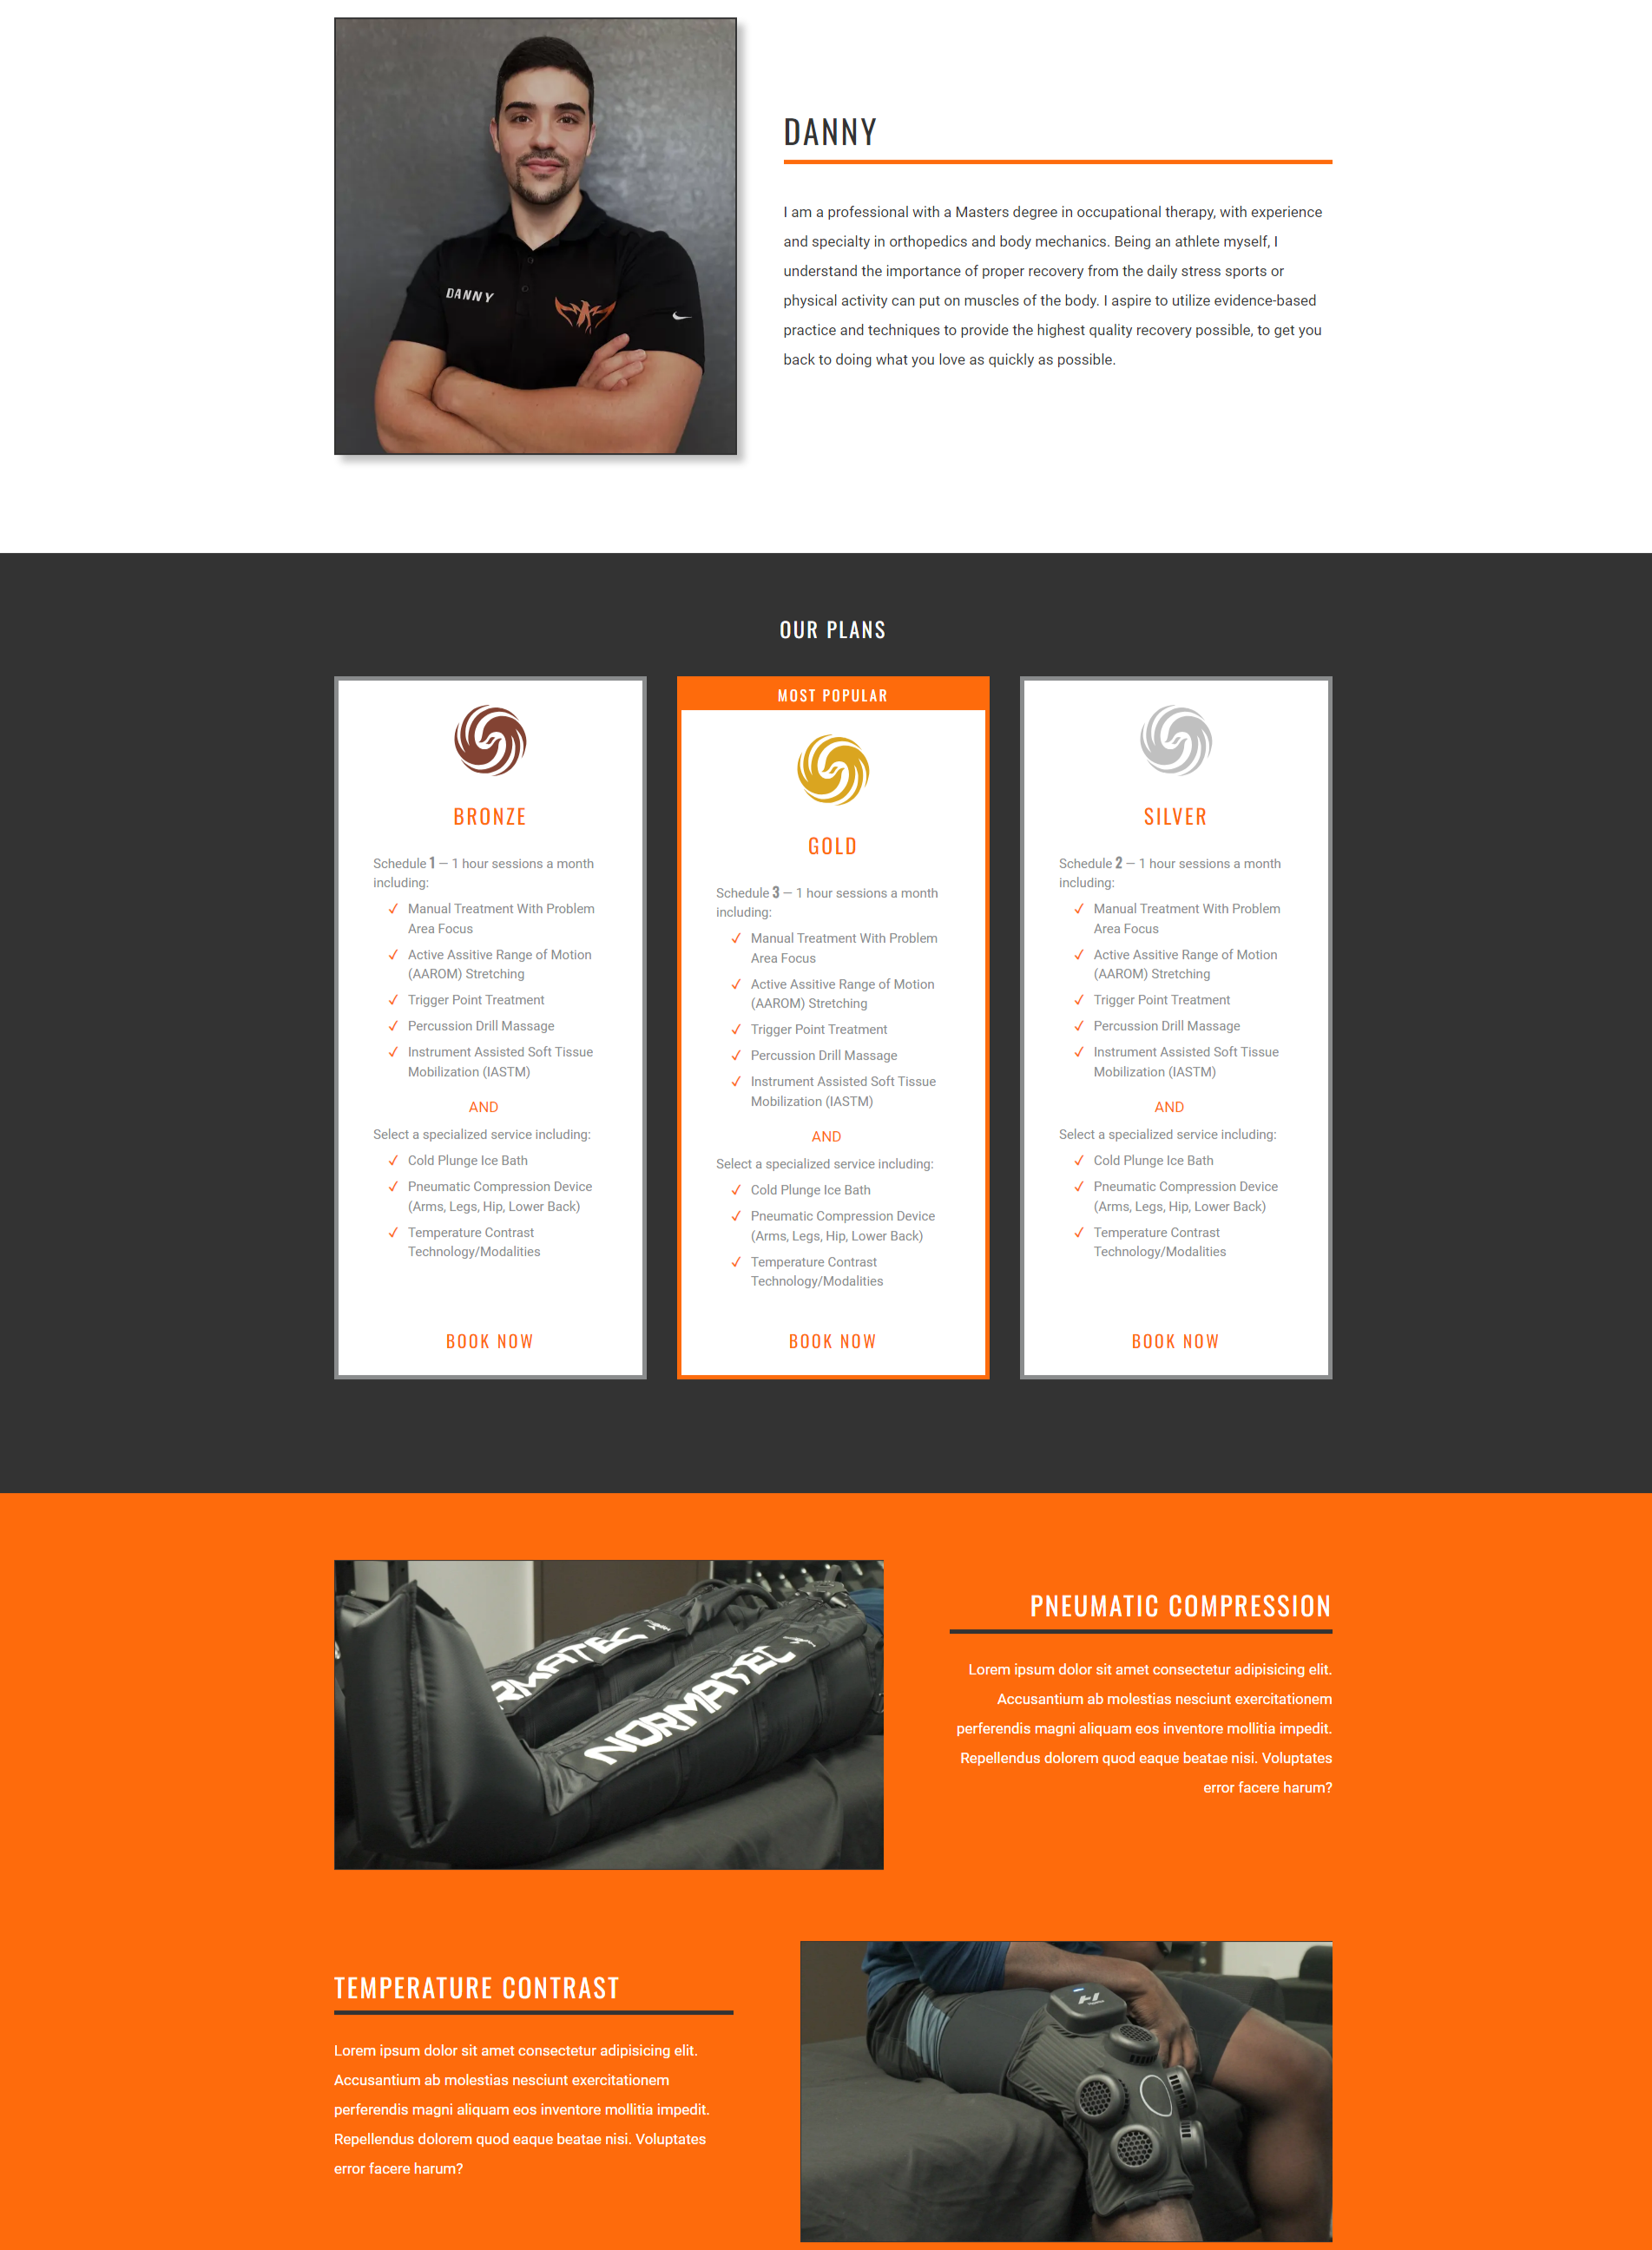 DANNY
I am a professional with a Masters degree in occupational therapy, with experience
and specialty in orthopedics and body mechanics. Being an athlete myself, I
understand the importance of proper recovery from the daily stress sports or
physical activity can put on muscles of the body. I aspire to utilize evidence-based
practice and techniques to provide the highest quality recovery possible, to get you
back to doing what you love as quickly as possible.
DANNY
OUR PLANS
BRONZE
Schedule 1 — 1 hour sessions a month
including:
✓ Manual Treatment With Problem
Area Focus
✓ Active Assitive Range of Motion
(AAROM) Stretching
✓ Trigger Point Treatment
✓ Percussion Drill Massage
✓ Instrument Assisted Soft Tissue
Mobilization (IASTM)
AND
Select a specialized service including:
✓ Cold Plunge Ice Bath
✓ Pneumatic Compression Device
(Arms, Legs, Hip, Lower Back)
✓ Temperature Contrast
Technology/Modalities
BOOK NOW
MOST POPULAR
GOLD
Schedule 3 — 1 hour sessions a month
including:
✓ Manual Treatment With Problem
Area Focus
✓ Active Assitive Range of Motion
(AAROM) Stretching
✓ Trigger Point Treatment
✓ Percussion Drill Massage
✓ Instrument Assisted Soft Tissue
Mobilization (IASTM)
AND
Select a specialized service including:
✓ Cold Plunge Ice Bath
✓ Pneumatic Compression Device
(Arms, Legs, Hip, Lower Back)
✓ Temperature Contrast
Technology/Modalities
BOOK NOW
SILVER
Schedule 2 — 1 hour sessions a month
including:
✓ Manual Treatment With Problem
Area Focus
✓ Active Assitive Range of Motion
(AAROM) Stretching
✓ Trigger Point Treatment
✓ Percussion Drill Massage
✓ Instrument Assisted Soft Tissue
Mobilization (IASTM)
AND
Select a specialized service including:
✓ Cold Plunge Ice Bath
✓ Pneumatic Compression Device
(Arms, Legs, Hip, Lower Back)
✓ Temperature Contrast
Technology/Modalities
BOOK NOW
RMATEC
NORMATEC
PNEUMATIC COMPRESSION
Lorem ipsum dolor sit amet consectetur adipisicing elit.
Accusantium ab molestias nesciunt exercitationem
perferendis magni aliquam eos inventore mollitia impedit.
Repellendus dolorem quod eaque beatae nisi. Voluptates
error facere harum?
TEMPERATURE CONTRAST
Lorem ipsum dolor sit amet consectetur adipisicing elit.
Accusantium ab molestias nesciunt exercitationem
perferendis magni aliquam eos inventore mollitia impedit.
Repellendus dolorem quod eaque beatae nisi. Voluptates
error facere harum?